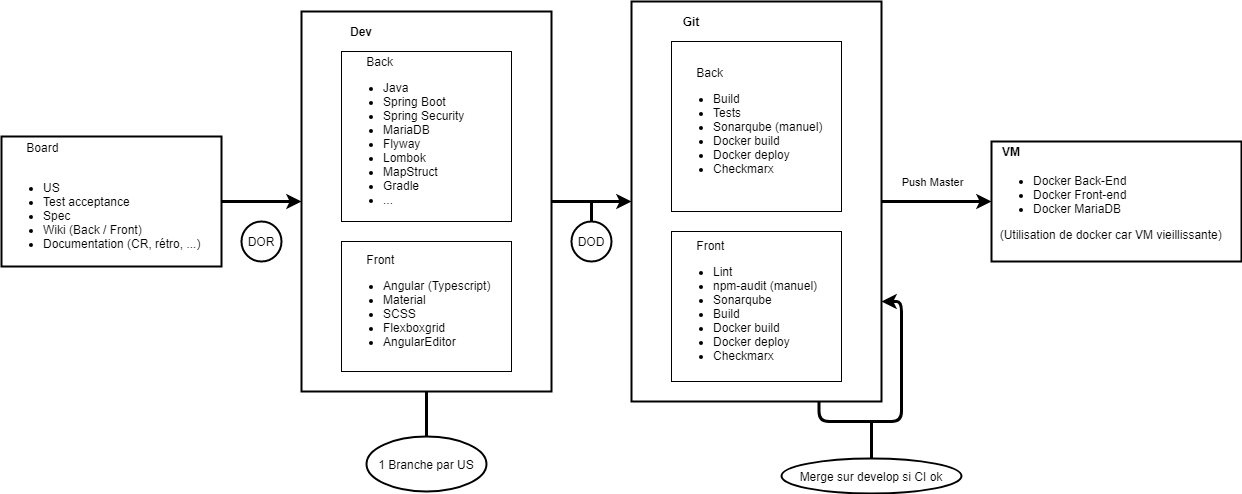 Board
US
Test acceptance
Spec
Wiki (Back / Front)
Documentation (CR, rétro, ...)
DOR
Dev
Back
Java
Spring Boot
Spring Security
MariaDB
Flyway
Lombok
MapStruct
Gradle
...
Front
Angular (Typescript)
Material
SCSS
Flexboxgrid
AngularEditor
1 Branche par US
DOD
Git
Back
Build
Tests
Sonarqube (manuel)
Docker build
Docker deploy
Checkmarx
Front
Lint
npm-audit (manuel)
Sonarqube
Build
Docker build
Docker deploy
Checkmarx
Merge sur develop si CI ok
Push Master
VM
Docker Back-End
Docker Front-end
Docker MariaDB
(Utilisation de docker car VM vieillissante)